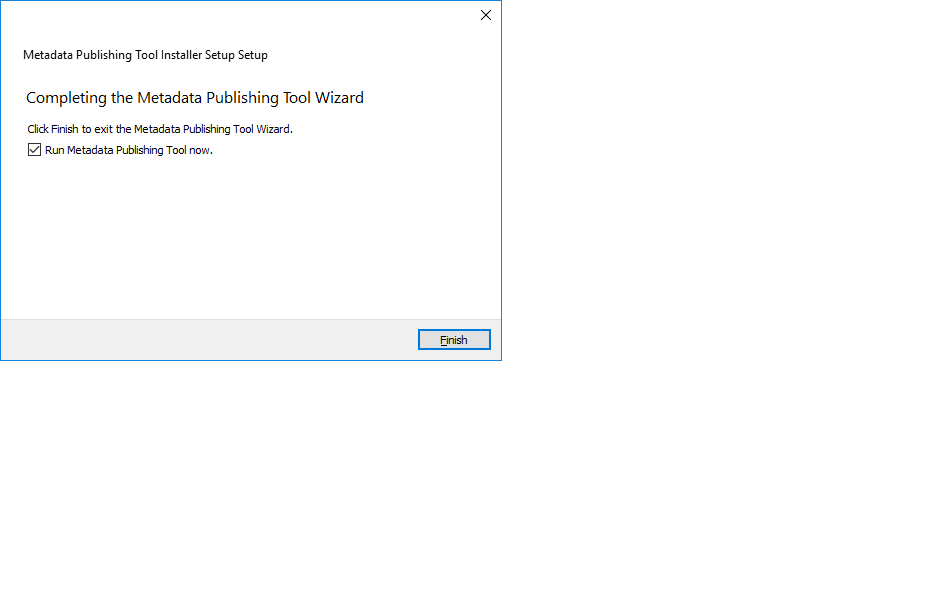 Metadata Publishing Tool Installer Setup Setup
Completing the Metadata Publishing Tool Wizard
Click Finish to exit the Metadata Publishing Tool Wizard.
Run Metadata Publishing Tool now.
Finish